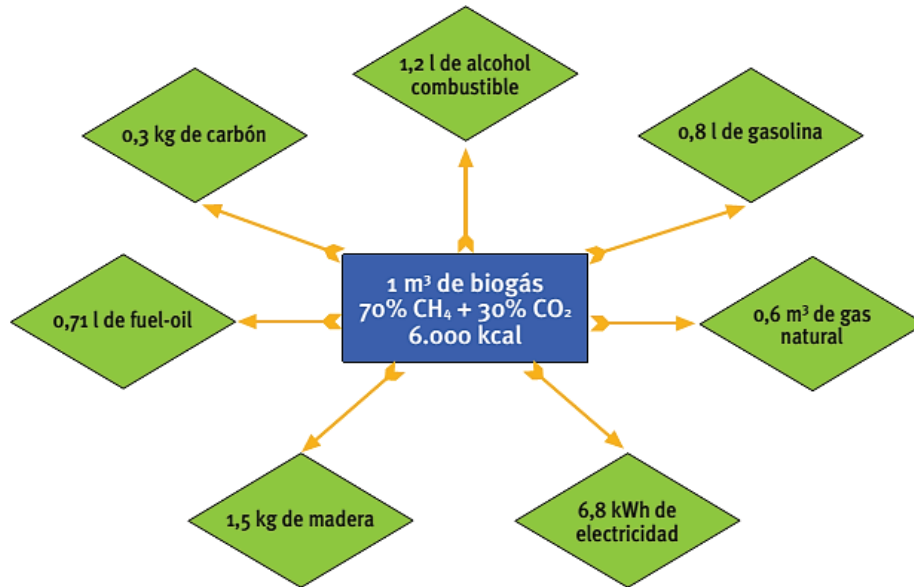 1,2 l de alcohol
combustible
0,3 kg de carbón
0,8 l de gasolina
1 m³ de biogás
70% CH₄ + 30% CO₂
6.000 kcal
0,71 l de fuel-oil
0,6 m³ de gas
natural
1,5 kg de madera
6,8 kWh de
electricidad